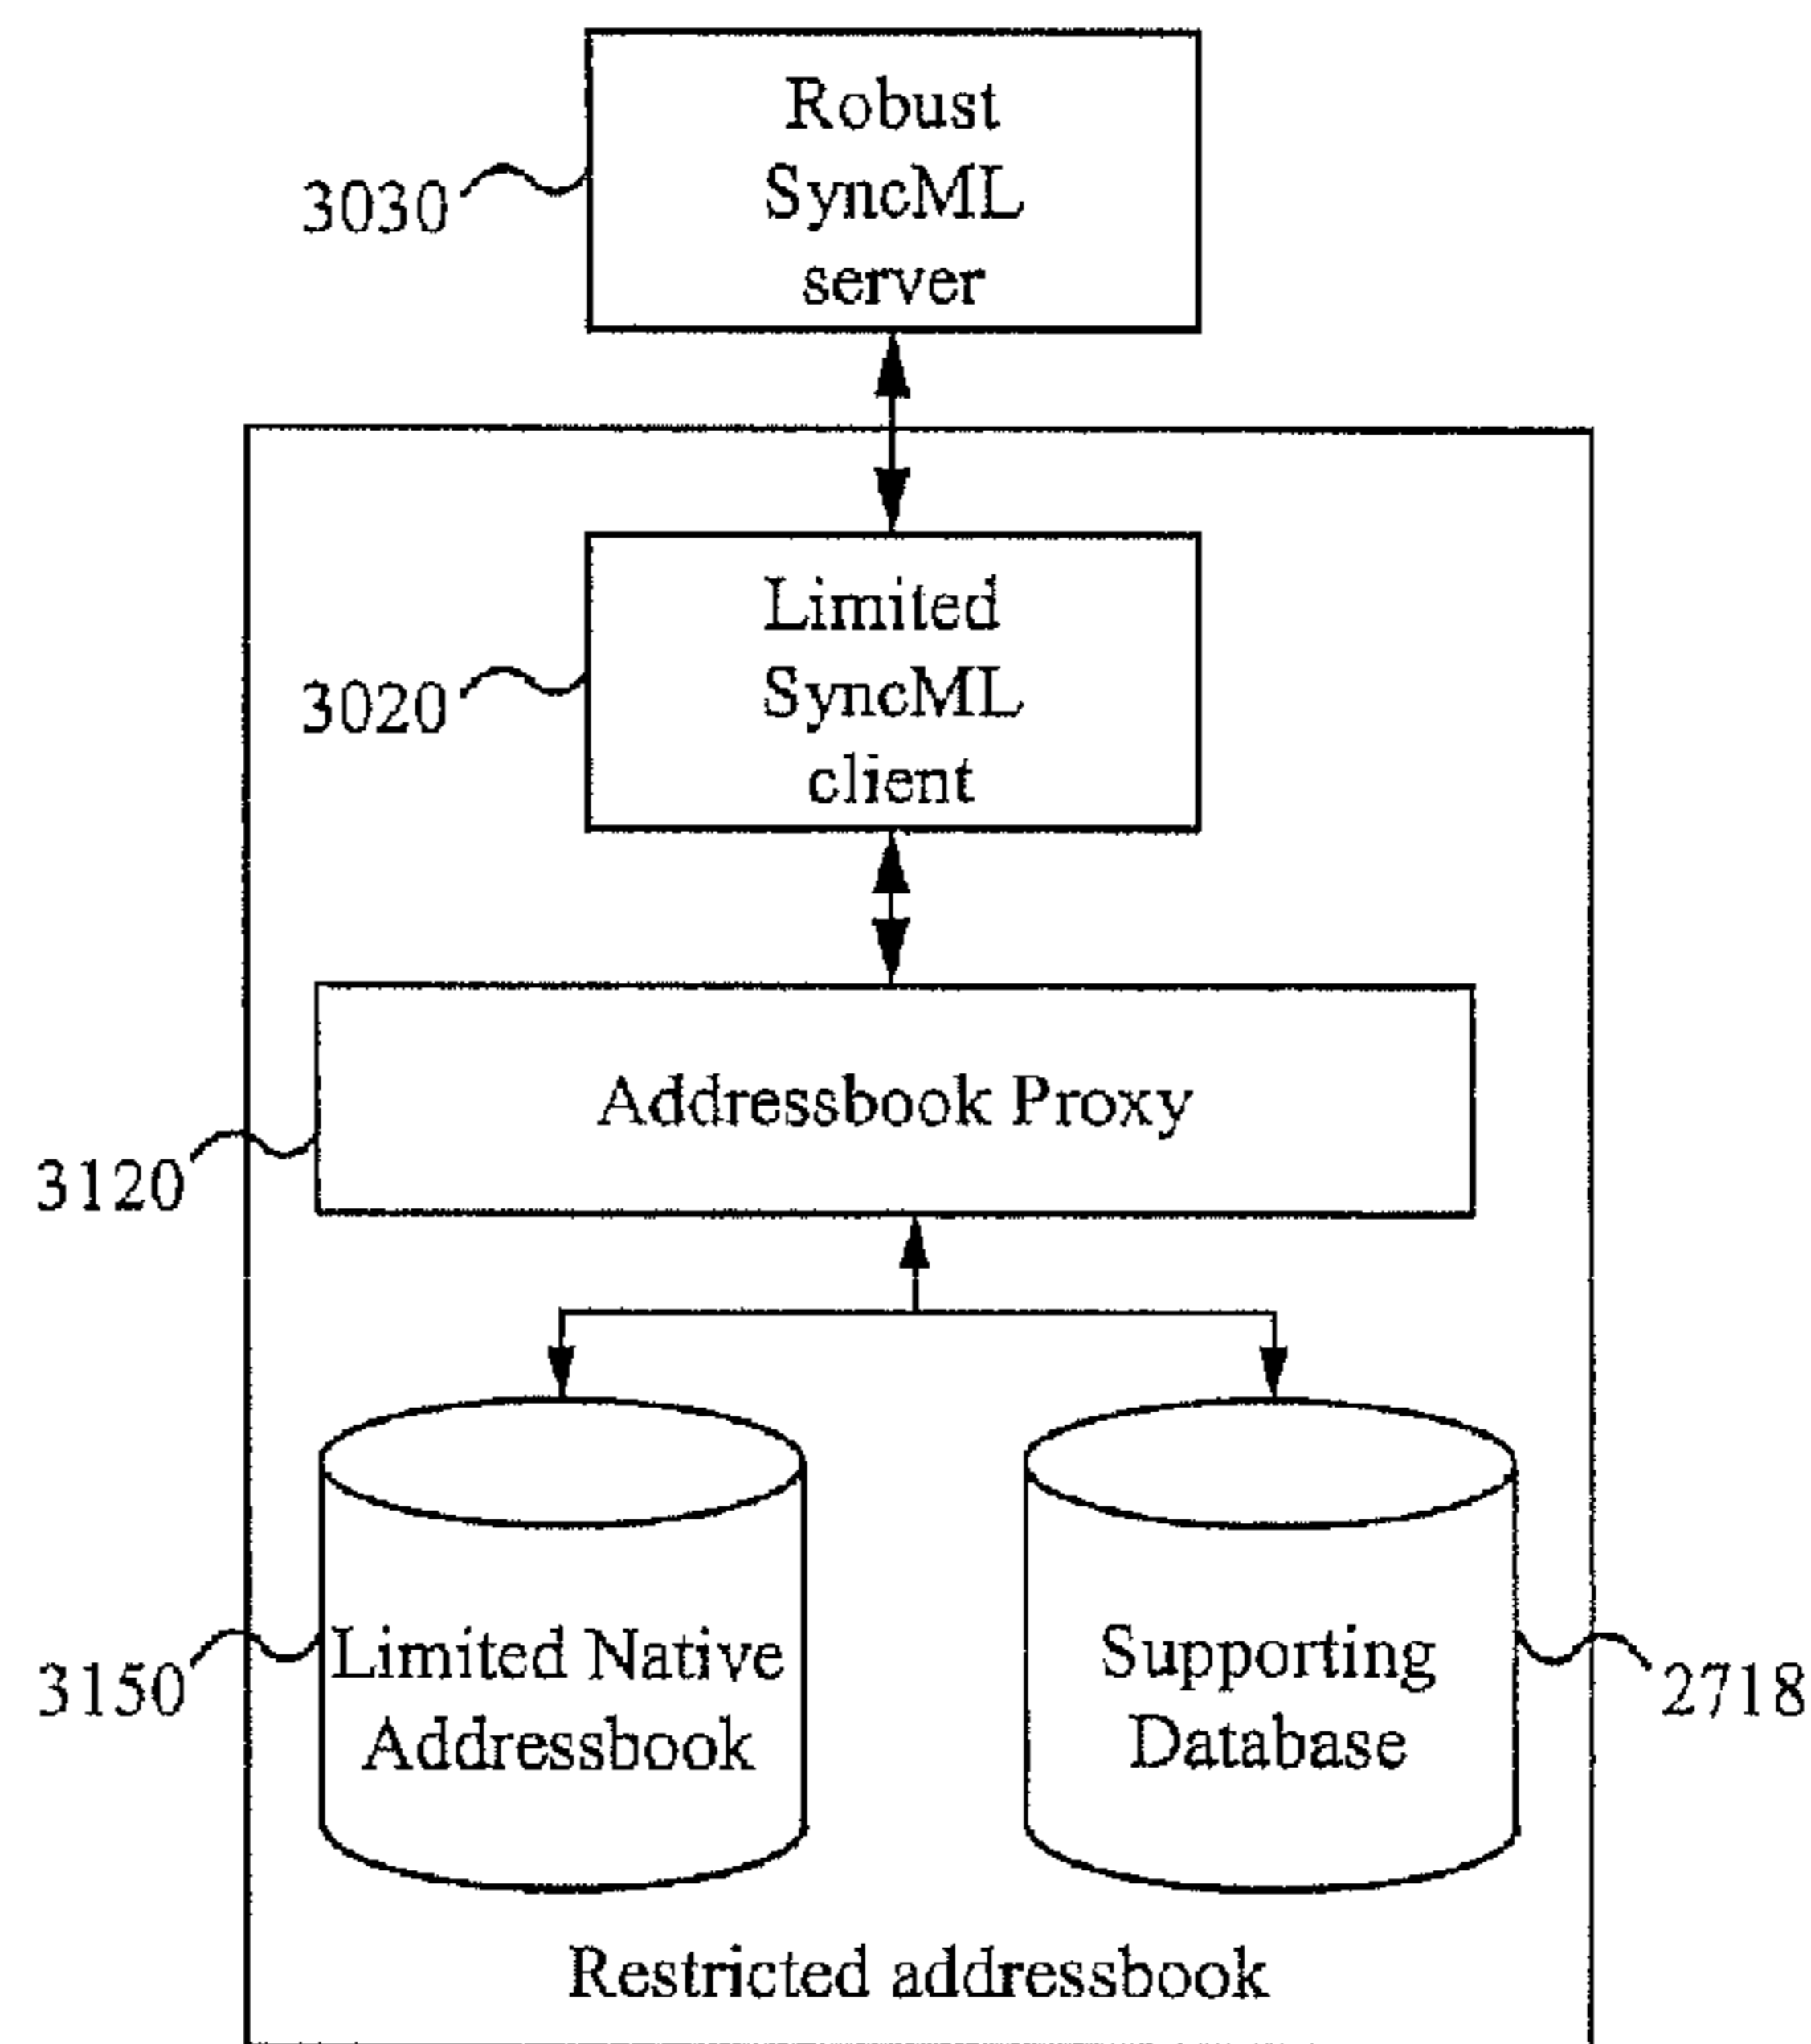 Robust
SyncML
server
3030
Limited
SyncML
client
3020
Addressbook Proxy
3120
Limited Native
Addressbook
3150
Supporting
Database
2718
Restricted addressbook